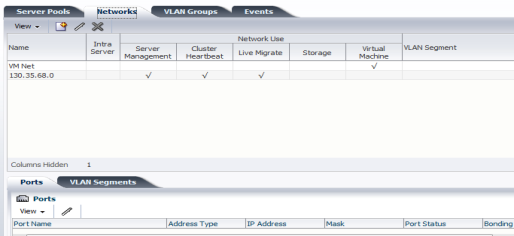 Server Pools Networks VLAN Groups Events
View
Network Use
Name Intra Server Server Management Cluster Heartbeat Live Migrate Storage Virtual Machine VLAN Segment
VM Net √
130.35.68.0 √ √ √
Columns Hidden 1
Ports VLAN Segments
Ports
View
Port Name Address Type IP Address Mask Port Status Bonding